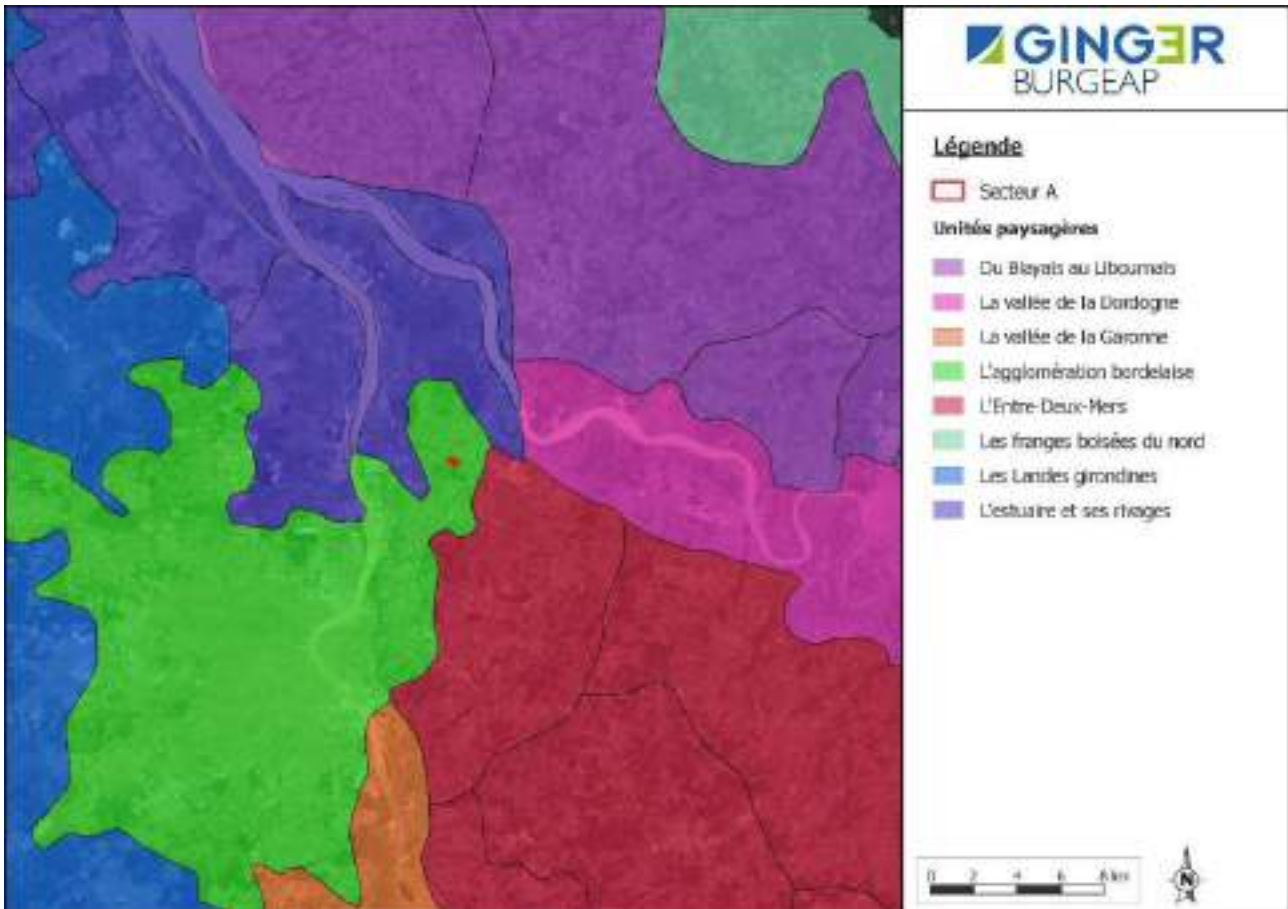 GINGER
BURGEAP
Légende
Secteur A
Unités paysagères
Du Blayais au Libournais
La vallée de la Dordogne
La vallée de la Garonne
L'agglomération bordelaise
L'Entre-Deux-Mers
Les franges boisées du nord
Les Landes girondines
L'estuaire et ses rivages
0 2 4 6 8 km
N